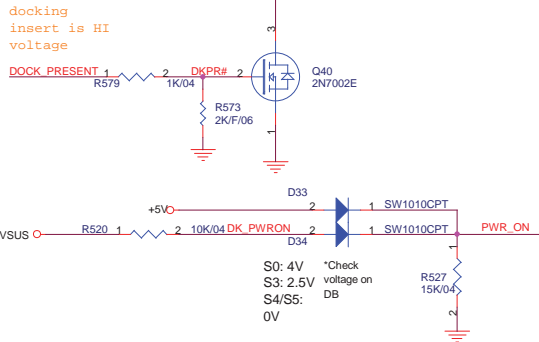 docking
insert is HI
voltage
3
DOCK_PRESENT 1 2 DKPR# 2
R579 1K/04
Q40
2N7002E
R573
2K/F/06
1
D33
+5V 2 1 SW1010CPT
VSUS R520 1 2 10K/04 DK_PWRON 2 1 SW1010CPT PWR_ON
D34
1
S0: 4V
S3: 2.5V
S4/S5:
0V
*Check
voltage on
DB
R527
15K/04
2